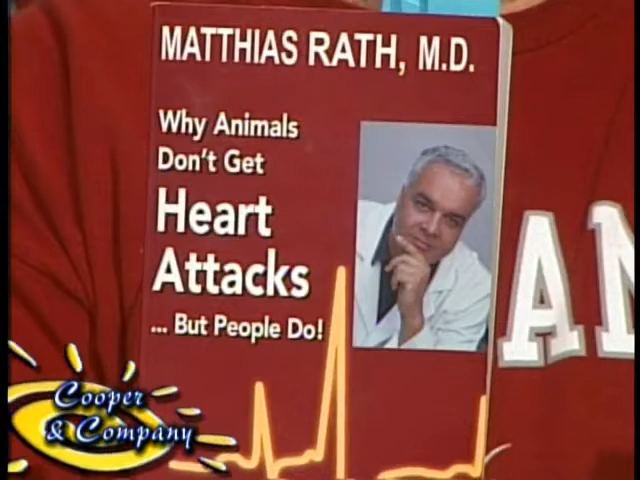 MATTHIAS RATH, M.D.
Why Animals
Don't Get
Heart
Attacks
... But People Do!
Cooper
& Company